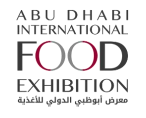 ABU DHABI
INTERNATIONAL
FOOD
EXHIBITION
معرض أبوظبي الدولي للأغذية